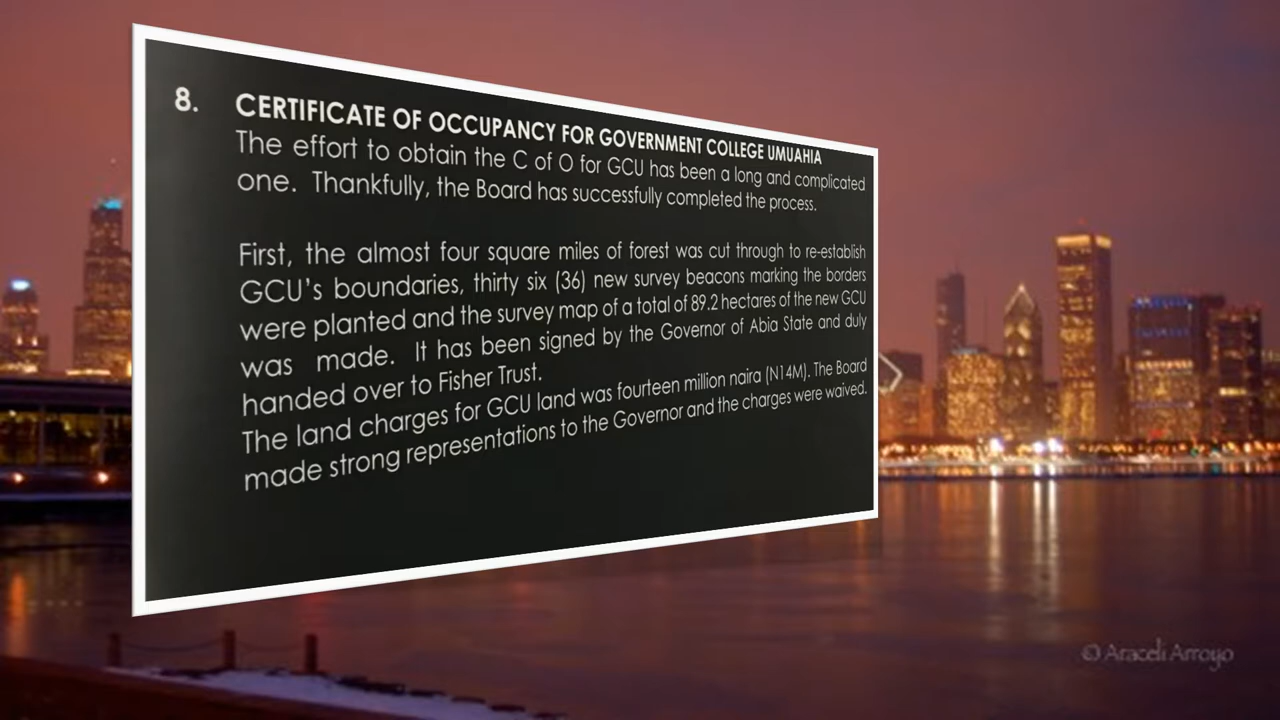 8. CERTIFICATE OF OCCUPANCY FOR GOVERNMENT COLLEGE UMUAHIA
The effort to obtain the C of O for GCU has been a long and complicated
one. Thankfully, the Board has successfully completed the process.
First, the almost four square miles of forest was cut through to re-establish
GCU's boundaries, thirty six (36) new survey beacons marking the borders
were planted and the survey map of a total of 89.2 hectares of the new GCU
was made. It has been signed by the Governor of Abia State and duly
handed over to Fisher Trust.
The land charges for GCU land was fourteen million naira (N14M). The Board
made strong representations to the Governor and the charges were waived.
© Araceli Arroyo